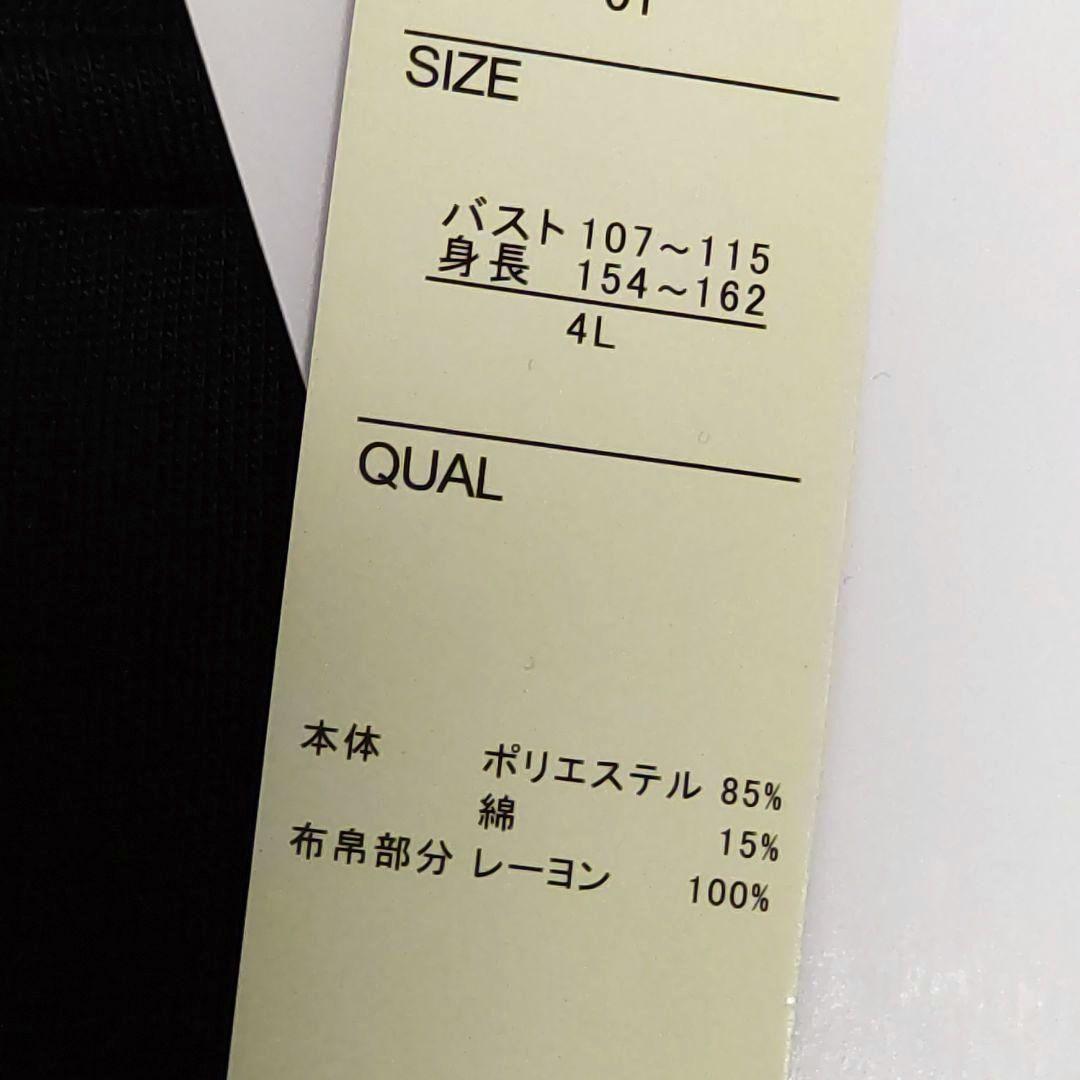 SIZE
バスト 107～115
身長 154～162
4L
QUAL
本体 ポリエステル 85%
綿 15%
布帛部分 レーヨン 100%